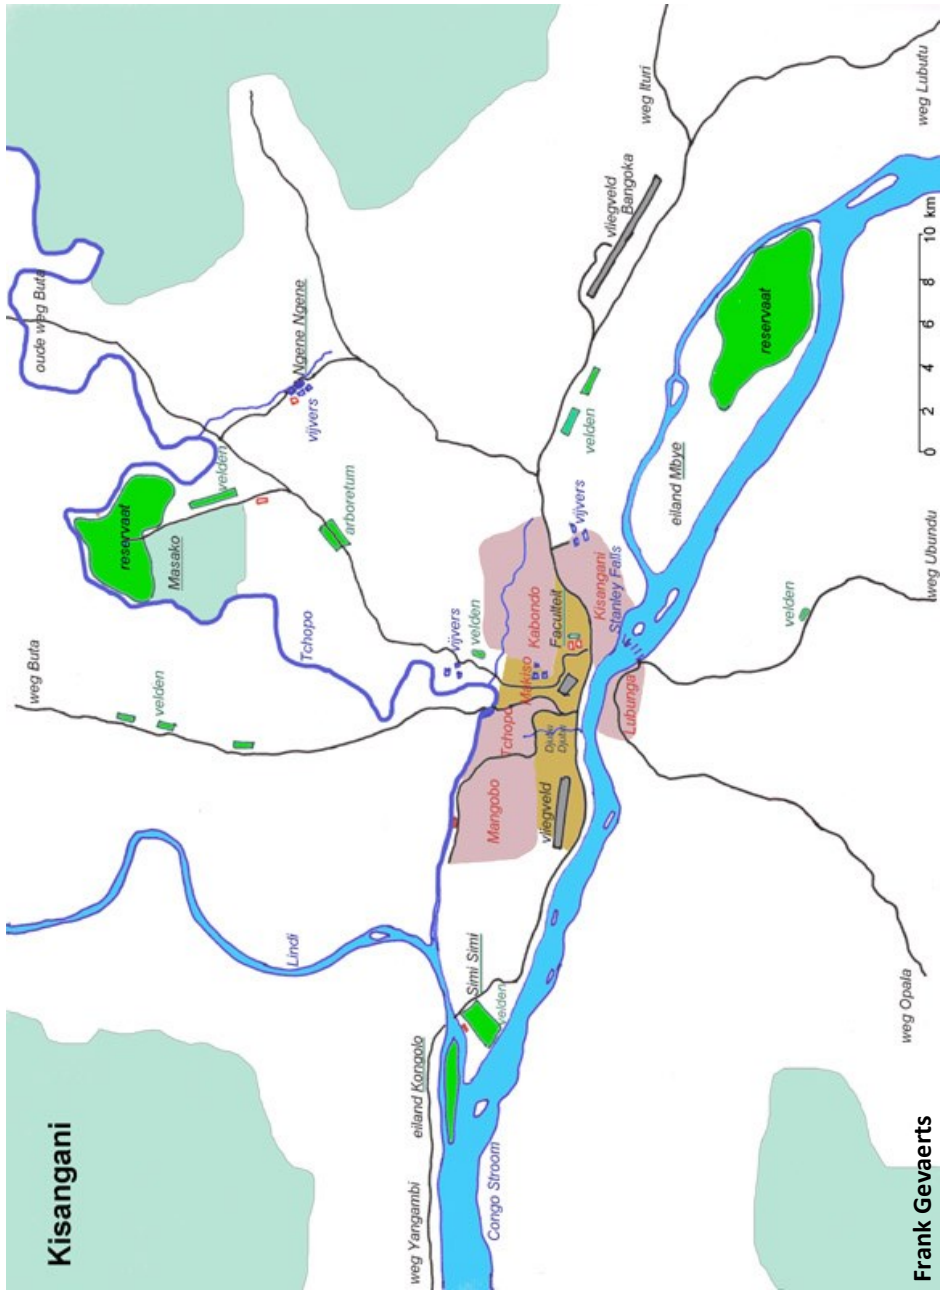 Kisangani
weg Buta
oude weg Buta
reservaat
Masako
velden
velden
Tchopo
Lindi
arboretum
Ngene Ngene
vijvers
vijvers
velden
weg Yangambi
eiland Kongolo
Simi Simi
velden
Congo Stroom
Mangobo
Tchopo
Makiso
Kabondo
Faculteit
vliegveld
Djubu
Djubu
Kisangani
Stanley Falls
vijvers
velden
Lubunga
vliegveld
Bangoka
weg Ituri
eiland Mbye
reservaat
velden
weg Opala
weg Ubundu
weg Lubutu
0 2 4 6 8 10 km
Frank Gevaerts